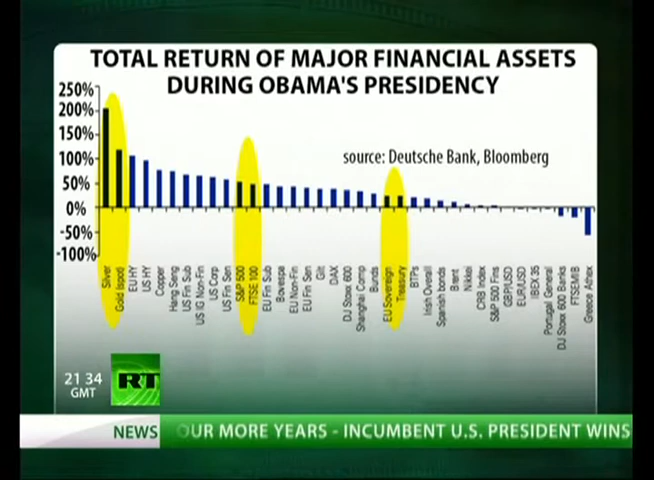 TOTAL RETURN OF MAJOR FINANCIAL ASSETS
DURING OBAMA'S PRESIDENCY
250%
200%
150%
100%
50%
0%
-50%
-100%
source: Deutsche Bank, Bloomberg
Silver
Gold (spot)
EU HY
US HY
Copper
Hang Seng
US Fin Sub
US IG Non-Fin
US Corp
US Fin Sen
S&P 500
FTSE 100
EU Fin Sub
Bovespa
EU Non-Fin
EU Fin Sen
Gilt
DAX
DJ Stoxx 600
Shanghai Comp
Bunds
EU Sovereign
Treasury
BTPs
Irish Overall
Spanish bonds
Brent
Nikkei
CRB Index
S&P 500 Fins
GBP/USD
EUR/USD
IBEX 35
Portugal General
DJ Stoxx 600 Banks
FTSEMIB
Greece Athex
21 34
GMT
RT
NEWS
OUR MORE YEARS - INCUMBENT U.S. PRESIDENT WINS